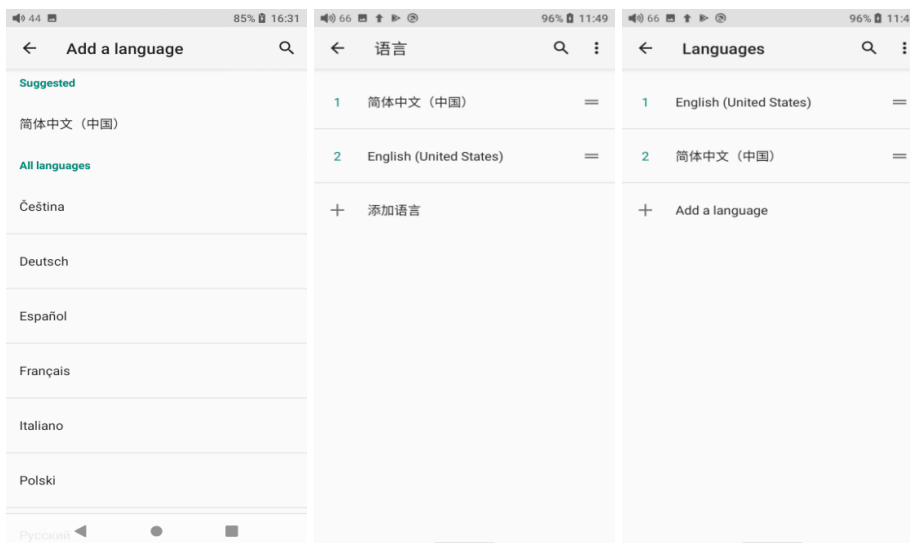 44
85% 16:31
Add a language
Suggested
简体中文（中国）
All languages
Čeština
Deutsch
Español
Français
Italiano
Polski
Русский
66
96% 11:49
语言
1 简体中文（中国）
2 English (United States)
添加语言
66
96% 11:4
Languages
1 English (United States)
2 简体中文（中国）
Add a language